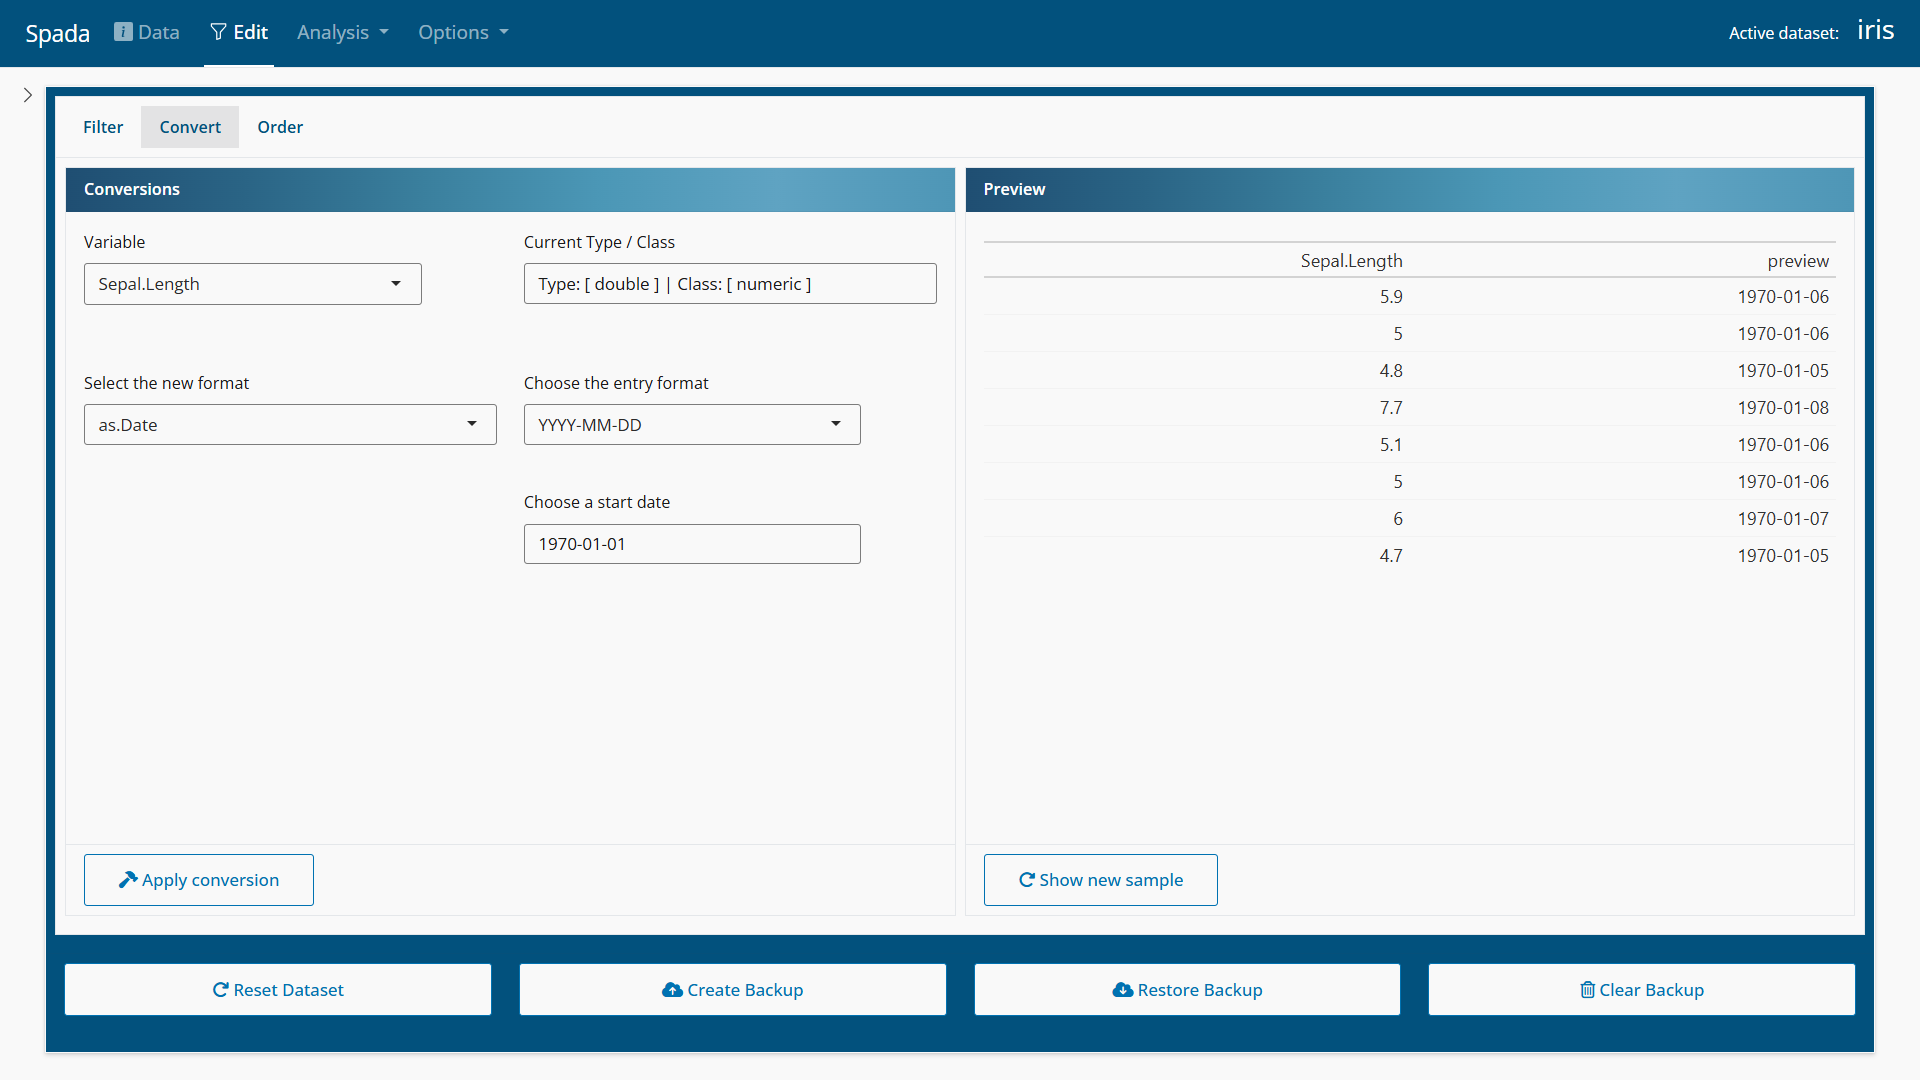 Spada Data Edit Analysis Options Active dataset: iris
Filter Convert Order
Conversions
Variable Current Type / Class
Sepal.Length Type: [ double ] | Class: [ numeric ]
Select the new format Choose the entry format
as.Date YYYY-MM-DD
Choose a start date
1970-01-01
Apply conversion
Preview
Sepal.Length preview
5.9 1970-01-06
5 1970-01-06
4.8 1970-01-05
7.7 1970-01-08
5.1 1970-01-06
5 1970-01-06
6 1970-01-07
4.7 1970-01-05
Show new sample
Reset Dataset Create Backup Restore Backup Clear Backup